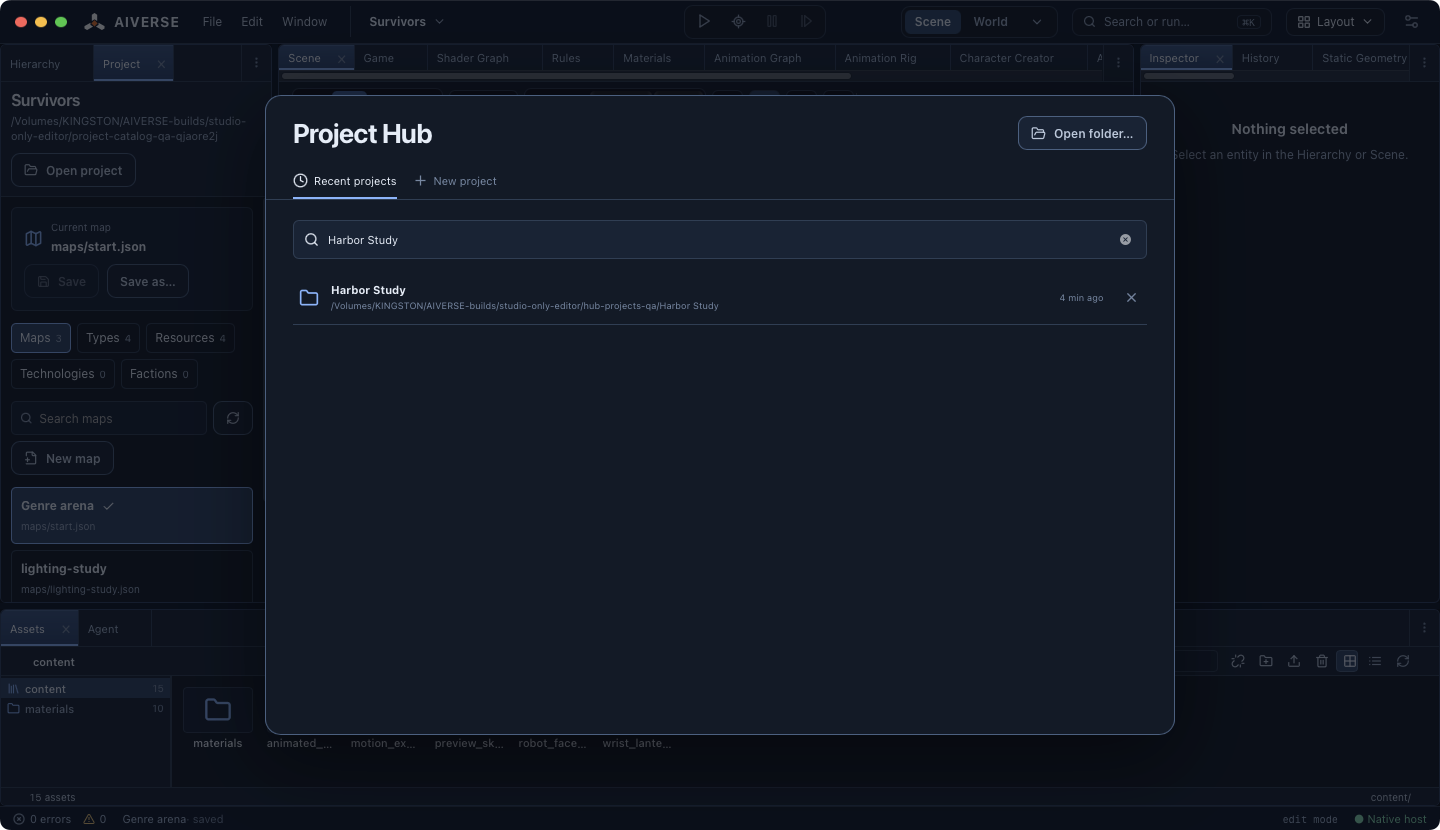 AIVERSE File Edit Window Survivors Scene World Search or run... ⌘K Layout
Hierarchy Project Scene Game Shader Graph Rules Materials Animation Graph Animation Rig Character Creator Inspector History Static Geometry
Survivors
/Volumes/KINGSTON/AIVERSE-builds/studio-
only-editor/project-catalog-qa-qjaore2j
Open project
Current map
maps/start.json
Save Save as...
Maps 3 Types 4 Resources 4
Technologies 0 Factions 0
Search maps
New map
Genre arena
maps/start.json
lighting-study
maps/lighting-study.json
Project Hub
Open folder...
Recent projects New project
Harbor Study
Harbor Study
/Volumes/KINGSTON/AIVERSE-builds/studio-only-editor/hub-projects-qa/Harbor Study
4 min ago
Nothing selected
Select an entity in the Hierarchy or Scene.
Assets Agent
content
content 15
materials 10
materials animated_... motion_ex... preview_sk... robot_face... wrist_lante...
15 assets content/
0 errors 0 Genre arena · saved edit mode Native host